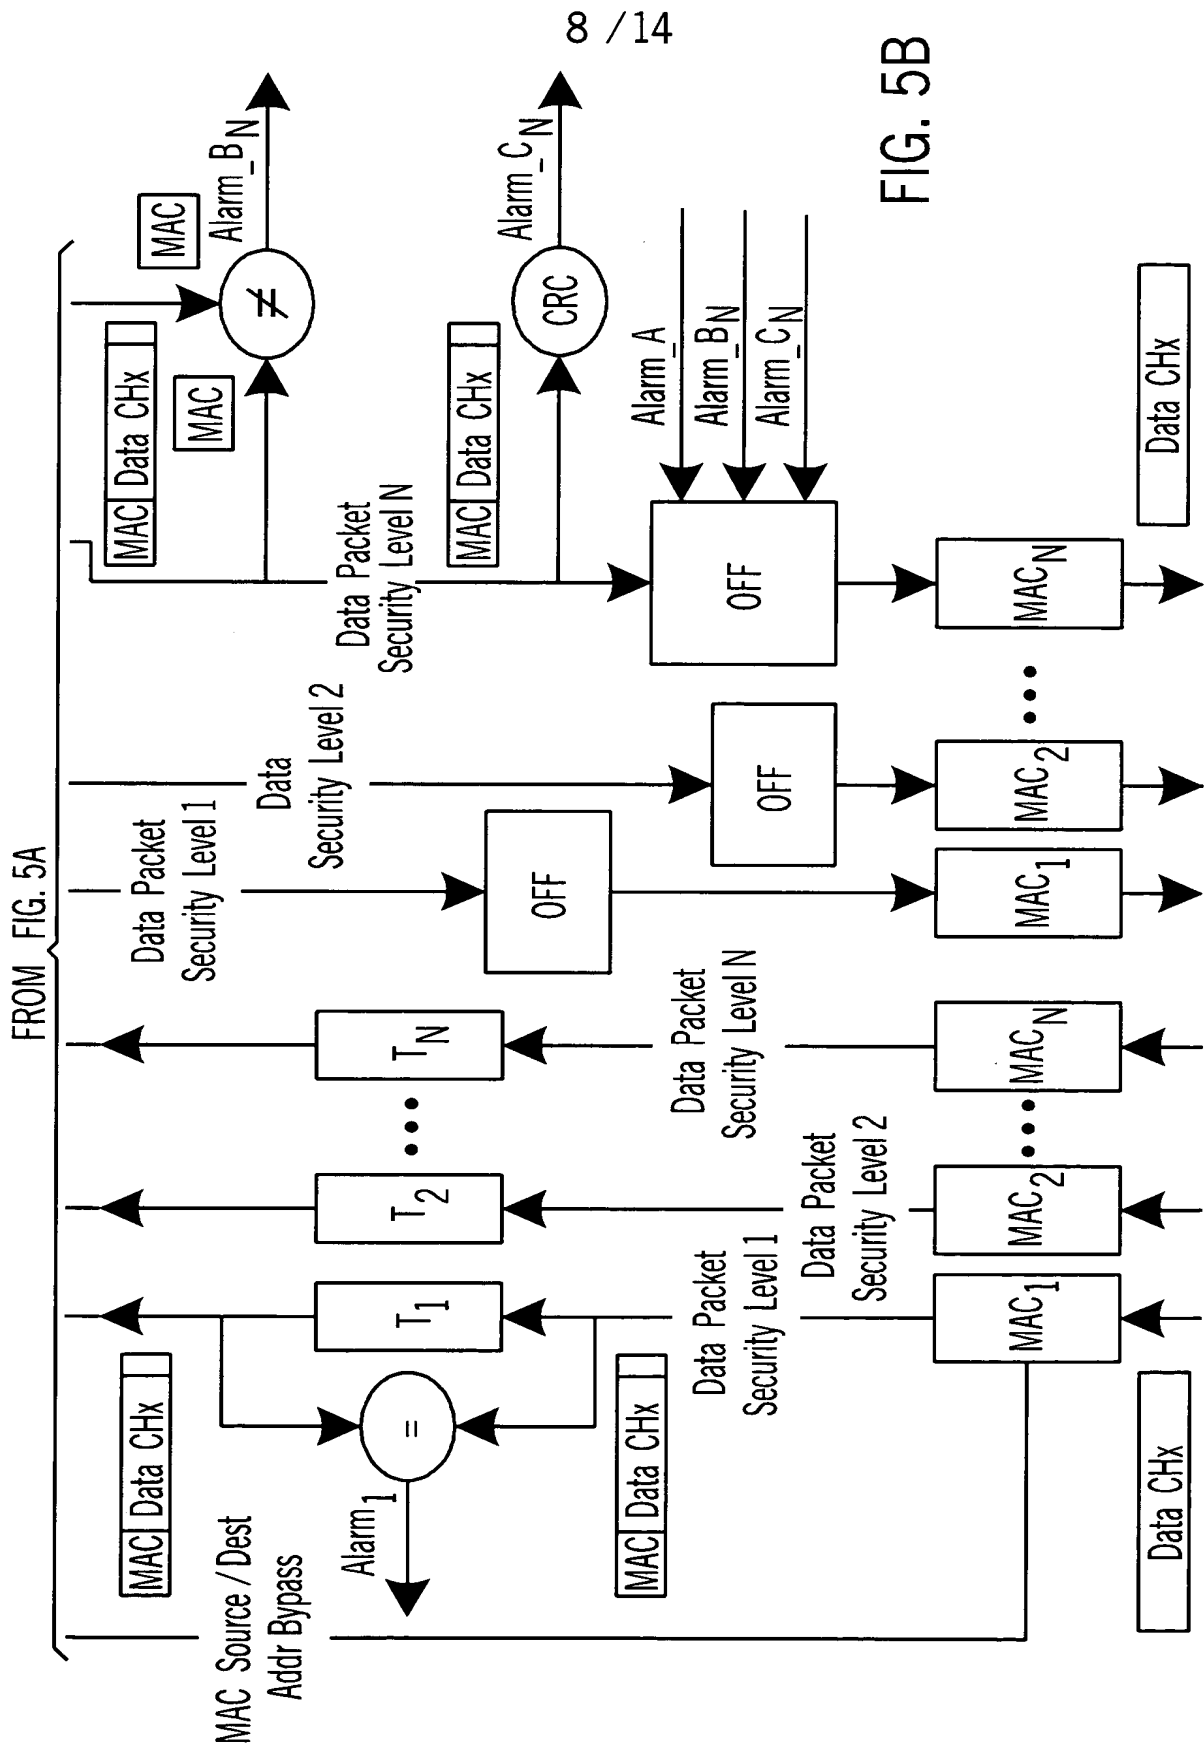 8 /14
FROM FIG. 5A
MAC Source/Dest
Addr Bypass
MAC Data CHx
Alarm1
=
MAC Data CHx
T1
T2
TN
Data Packet
Security Level 1
Data Packet
Security Level 2
Data Packet
Security Level N
MAC1
MAC2
MACN
Data CHx
Data Packet
Security Level 1
Data
Security Level 2
Data Packet
Security Level N
OFF
OFF
OFF
MAC Data CHx
MAC
MAC
≠
Alarm_BN
MAC Data CHx
CRC
Alarm_CN
Alarm_A
Alarm_BN
Alarm_CN
MAC1
MAC2
MACN
Data CHx
FIG. 5B